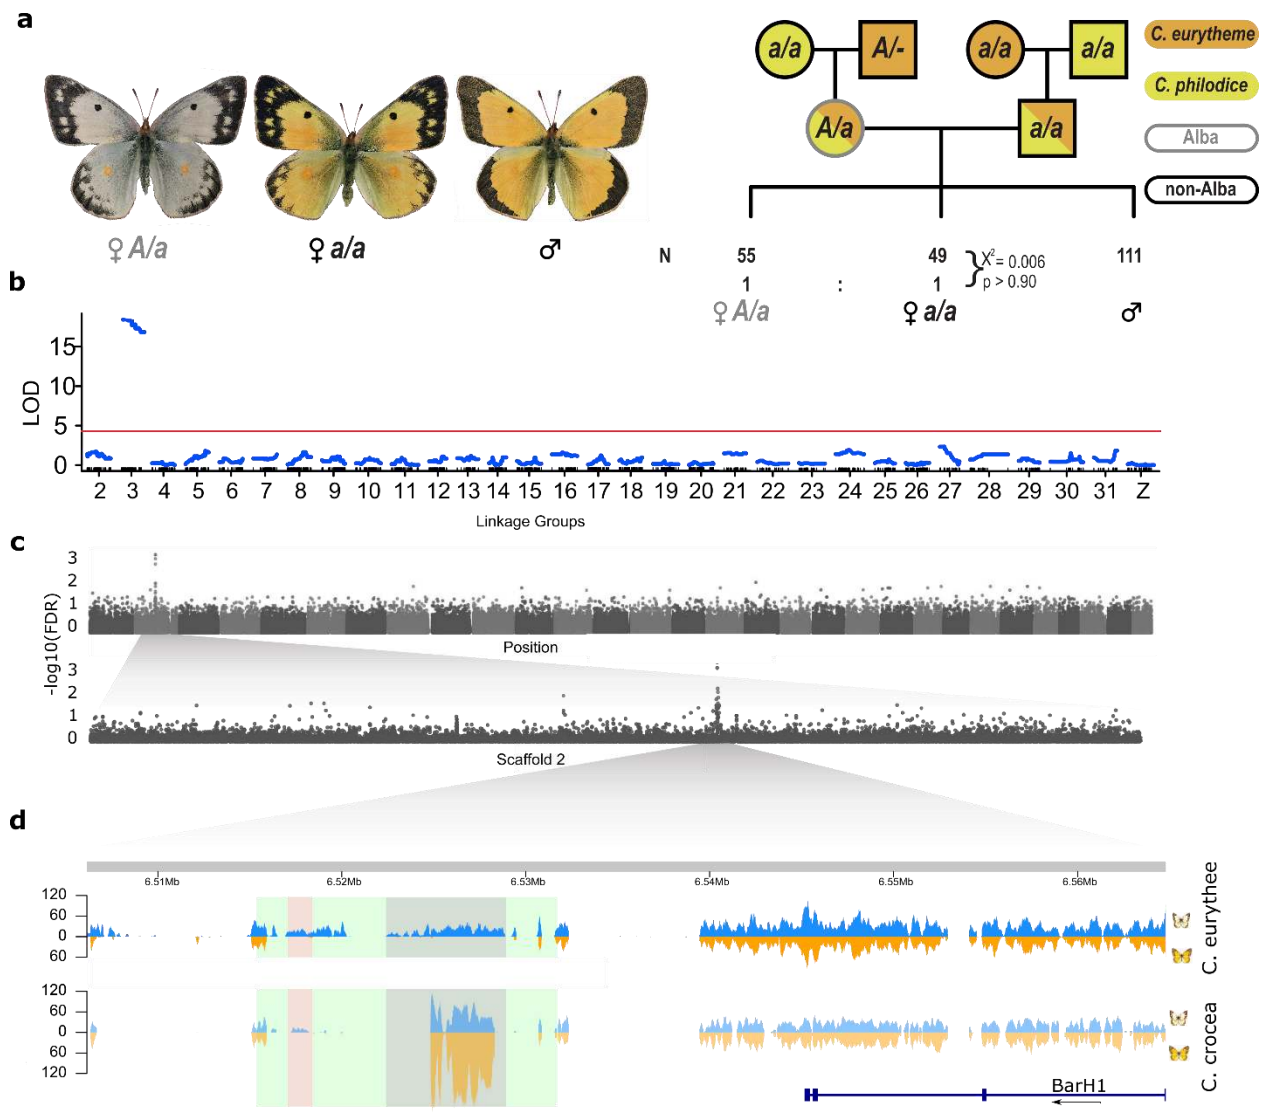 a
a/a
A/-
a/a
a/a
C. eurytheme
C. philodice
A/a
a/a
Alba
non-Alba
♀ A/a
♀ a/a
♂
N
55
49
X² = 0.006
p > 0.90
111
1
:
1
♀ A/a
♀ a/a
♂
b
LOD
15
10
5
0
2 3 4 5 6 7 8 9 10 11 12 13 14 15 16 17 18 19 20 21 22 23 24 25 26 27 28 29 30 31 Z
Linkage Groups
c
-log10(FDR)
3
2
1
0
Position
3
2
1
0
Scaffold 2
d
6.51Mb 6.52Mb 6.53Mb 6.54Mb 6.55Mb 6.56Mb
120
60
0
60
C. eurythee
120
60
0
60
120
C. crocea
BarH1